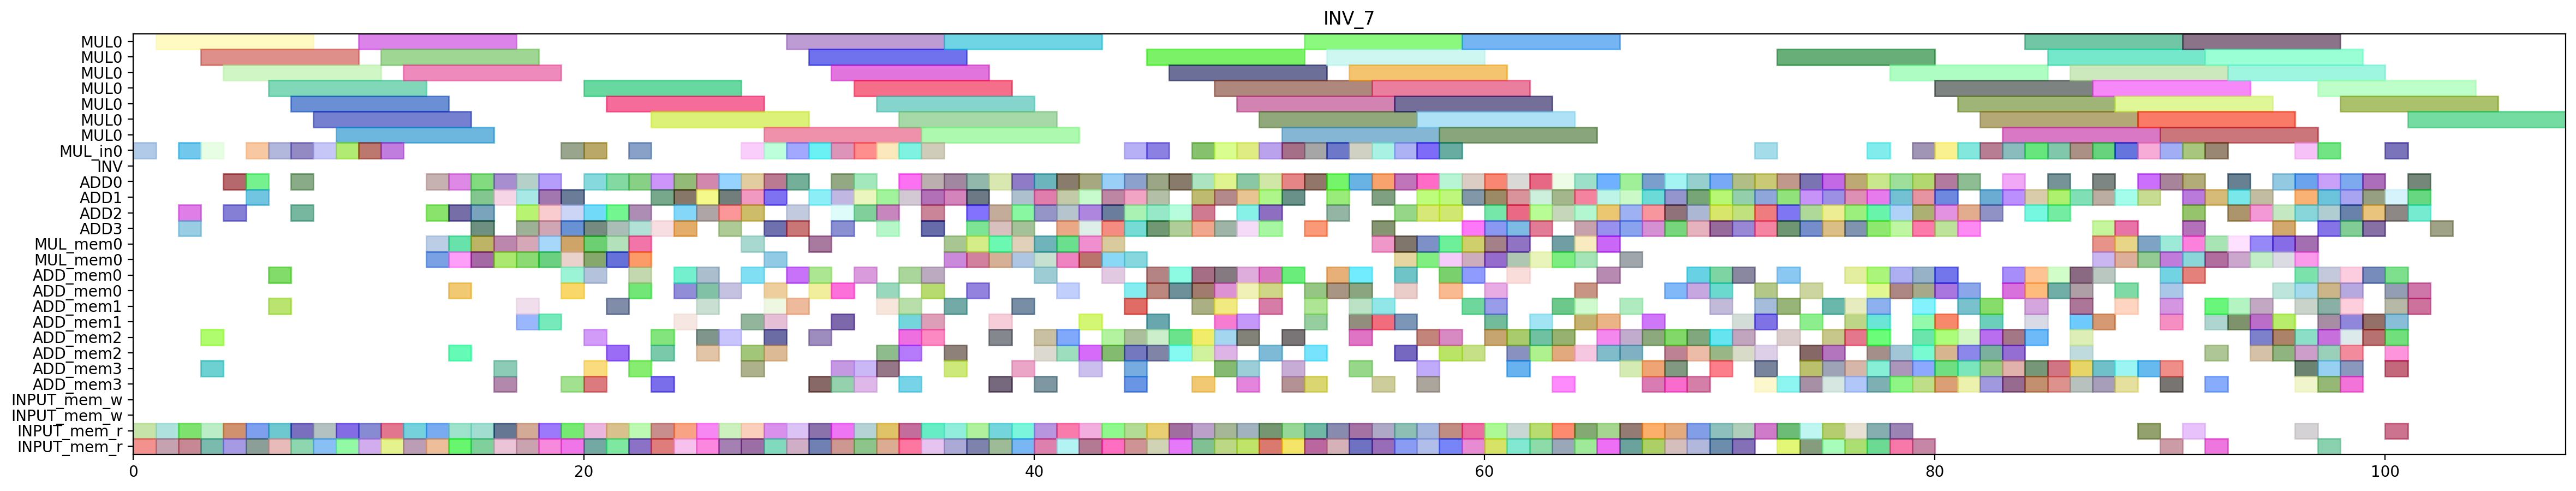 INV_7
MUL0
MUL0
MUL0
MUL0
MUL0
MUL0
MUL0
MUL_in0
INV
ADD0
ADD1
ADD2
ADD3
MUL_mem0
MUL_mem0
ADD_mem0
ADD_mem0
ADD_mem1
ADD_mem1
ADD_mem2
ADD_mem2
ADD_mem3
ADD_mem3
INPUT_mem_w
INPUT_mem_w
INPUT_mem_r
INPUT_mem_r
0 20 40 60 80 100